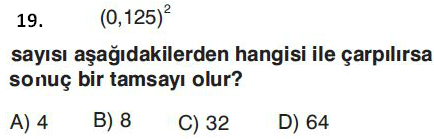 19. (0,125)²
sayısı aşağıdakilerden hangisi ile çarpılırsa
sonuç bir tamsayı olur?
A) 4 B) 8 C) 32 D) 64